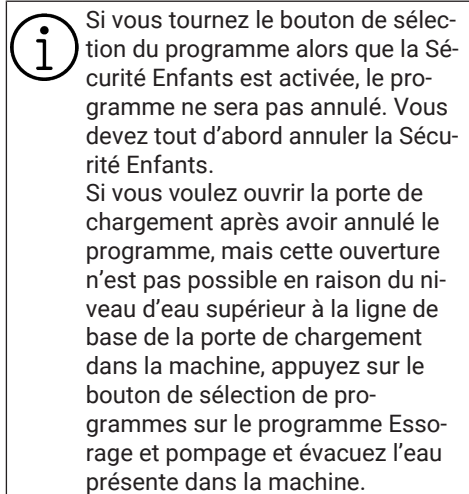 Si vous tournez le bouton de sélec-
tion du programme alors que la Sé-
curité Enfants est activée, le pro-
gramme ne sera pas annulé. Vous
devez tout d'abord annuler la Sécu-
rité Enfants.
Si vous voulez ouvrir la porte de
chargement après avoir annulé le
programme, mais cette ouverture
n'est pas possible en raison du ni-
veau d'eau supérieur à la ligne de
base de la porte de chargement
dans la machine, appuyez sur le
bouton de sélection de pro-
grammes sur le programme Esso-
rage et pompage et évacuez l'eau
présente dans la machine.